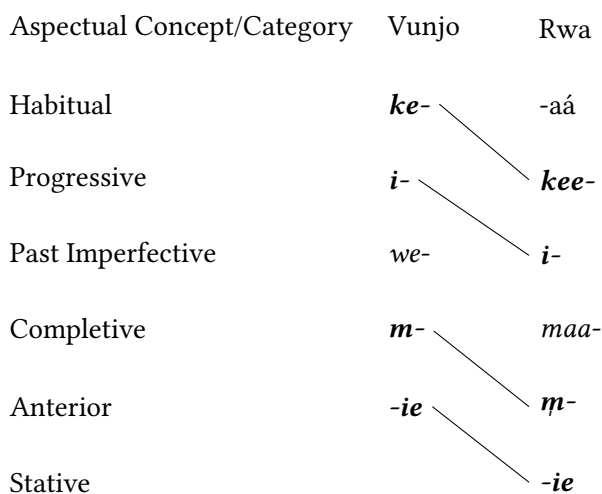 Aspectual Concept/Category Vunjo Rwa
Habitual ke- -aá
Progressive i- kee-
Past Imperfective we- i-
Completive m- maa-
Anterior -ie m̩-
Stative -ie